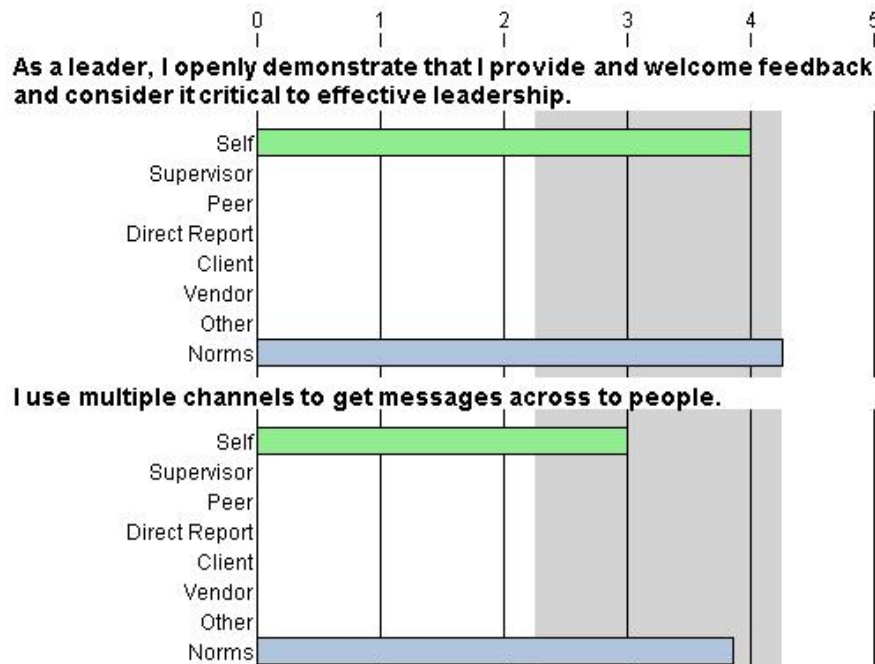 0 1 2 3 4 5
As a leader, I openly demonstrate that I provide and welcome feedback
and consider it critical to effective leadership.
Self
Supervisor
Peer
Direct Report
Client
Vendor
Other
Norms
I use multiple channels to get messages across to people.
Self
Supervisor
Peer
Direct Report
Client
Vendor
Other
Norms